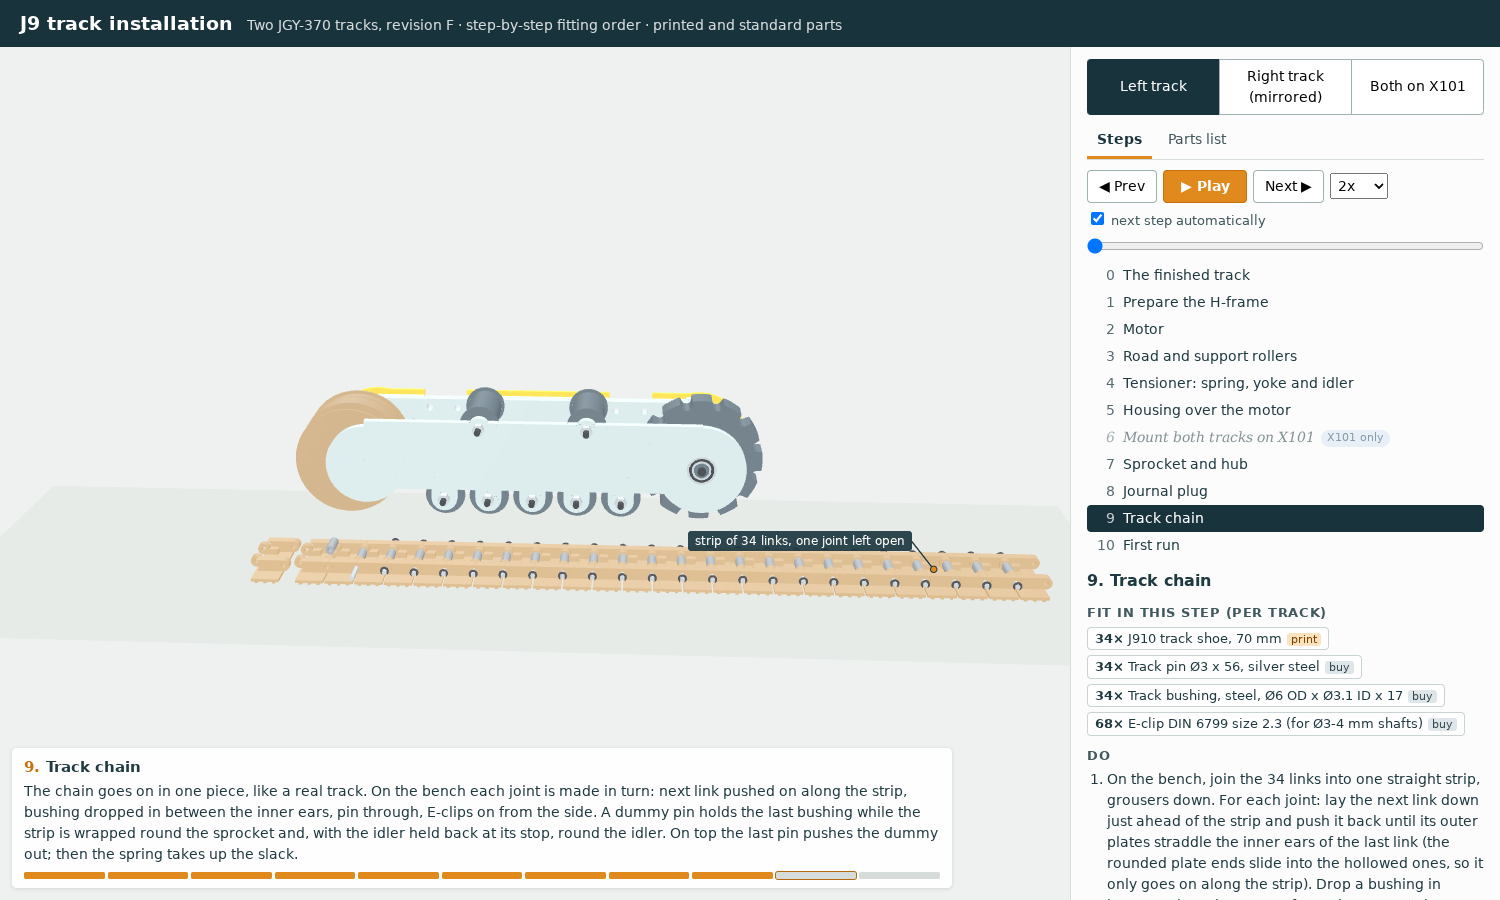 J9 track installation
Two JGY-370 tracks, revision F · step-by-step fitting order · printed and standard parts
Left track
Right track
(mirrored)
Both on X101
Steps
Parts list
◀ Prev
▶ Play
Next ▶
2x
next step automatically
0 The finished track
1 Prepare the H-frame
2 Motor
3 Road and support rollers
4 Tensioner: spring, yoke and idler
5 Housing over the motor
6 Mount both tracks on X101 X101 only
7 Sprocket and hub
8 Journal plug
9 Track chain
10 First run
strip of 34 links, one joint left open
9. Track chain
FIT IN THIS STEP (PER TRACK)
34× J910 track shoe, 70 mm print
34× Track pin Ø3 x 56, silver steel buy
34× Track bushing, steel, Ø6 OD x Ø3.1 ID x 17 buy
68× E-clip DIN 6799 size 2.3 (for Ø3-4 mm shafts) buy
DO
1. On the bench, join the 34 links into one straight strip,
grousers down. For each joint: lay the next link down
just ahead of the strip and push it back until its outer
plates straddle the inner ears of the last link (the
rounded plate ends slide into the hollowed ones, so it
only goes on along the strip). Drop a bushing in
9. Track chain
The chain goes on in one piece, like a real track. On the bench each joint is made in turn: next link pushed on along the strip,
bushing dropped in between the inner ears, pin through, E-clips on from the side. A dummy pin holds the last bushing while the
strip is wrapped round the sprocket and, with the idler held back at its stop, round the idler. On top the last pin pushes the dummy
out; then the spring takes up the slack.